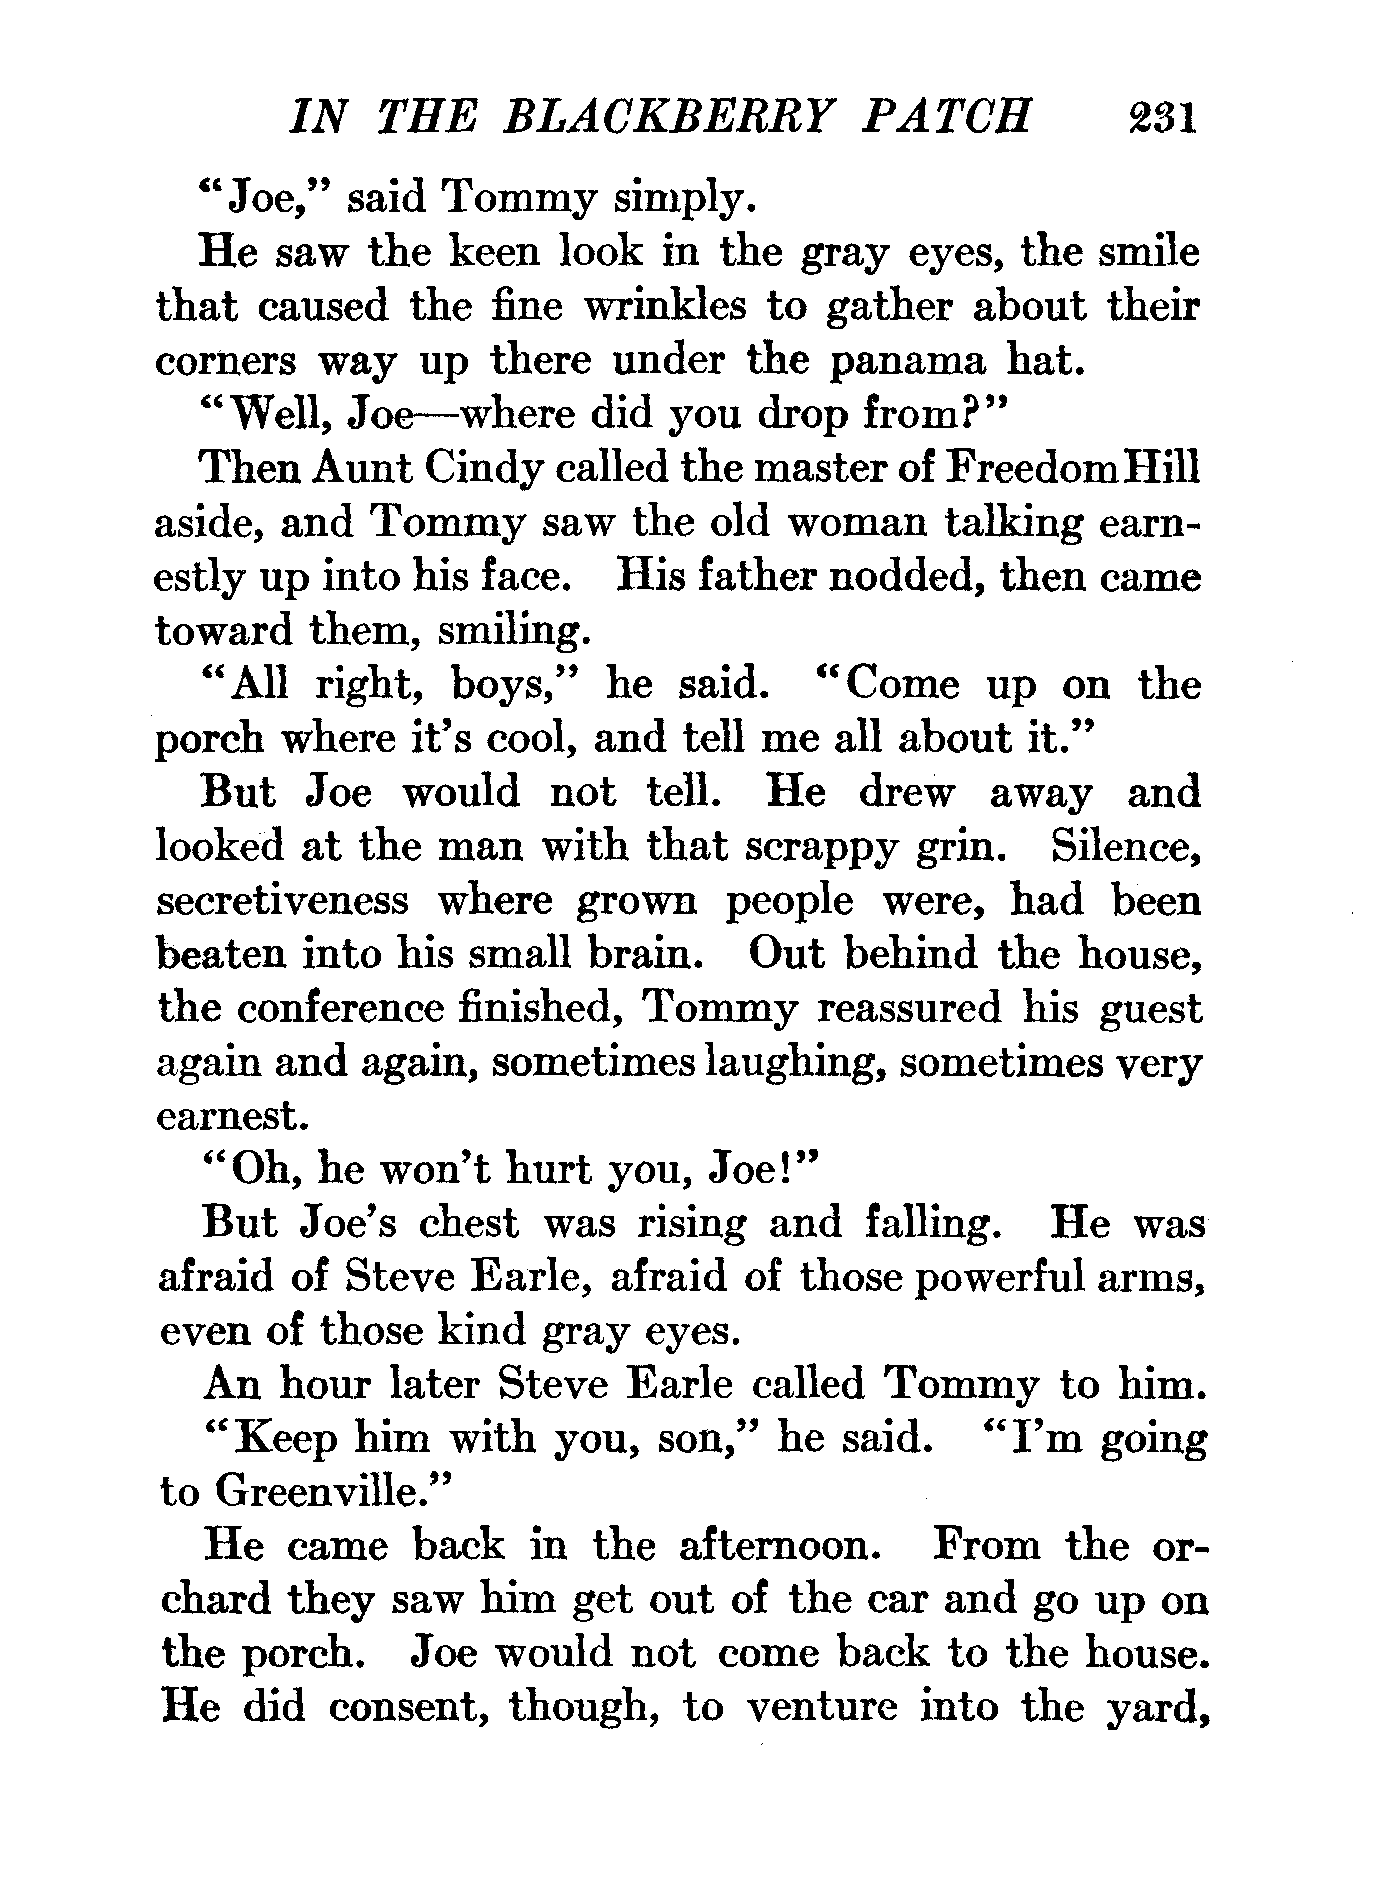 IN THE BLACKBERRY PATCH 231
"Joe," said Tommy simply.
He saw the keen look in the gray eyes, the smile
that caused the fine wrinkles to gather about their
corners way up there under the panama hat.
"Well, Joe—where did you drop from?"
Then Aunt Cindy called the master of Freedom Hill
aside, and Tommy saw the old woman talking earn-
estly up into his face. His father nodded, then came
toward them, smiling.
"All right, boys," he said. "Come up on the
porch where it's cool, and tell me all about it."
But Joe would not tell. He drew away and
looked at the man with that scrappy grin. Silence,
secretiveness where grown people were, had been
beaten into his small brain. Out behind the house,
the conference finished, Tommy reassured his guest
again and again, sometimes laughing, sometimes very
earnest.
"Oh, he won't hurt you, Joe!"
But Joe's chest was rising and falling. He was
afraid of Steve Earle, afraid of those powerful arms,
even of those kind gray eyes.
An hour later Steve Earle called Tommy to him.
"Keep him with you, son," he said. "I'm going
to Greenville."
He came back in the afternoon. From the or-
chard they saw him get out of the car and go up on
the porch. Joe would not come back to the house.
He did consent, though, to venture into the yard,